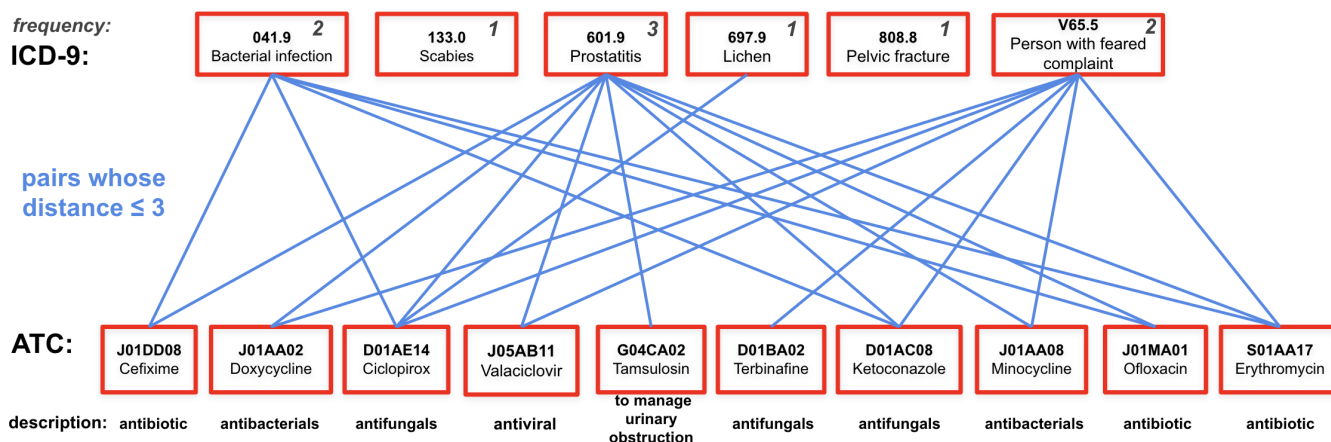 frequency:
ICD-9:
2
041.9
Bacterial infection
1
133.0
Scabies
3
601.9
Prostatitis
1
697.9
Lichen
1
808.8
Pelvic fracture
2
V65.5
Person with feared
complaint
pairs whose
distance ≤ 3
ATC:
J01DD08
Cefixime
J01AA02
Doxycycline
D01AE14
Ciclopirox
J05AB11
Valaciclovir
G04CA02
Tamsulosin
D01BA02
Terbinafine
D01AC08
Ketoconazole
J01AA08
Minocycline
J01MA01
Ofloxacin
S01AA17
Erythromycin
description:
antibiotic
antibacterials
antifungals
antiviral
to manage
urinary
obstruction
antifungals
antifungals
antibacterials
antibiotic
antibiotic